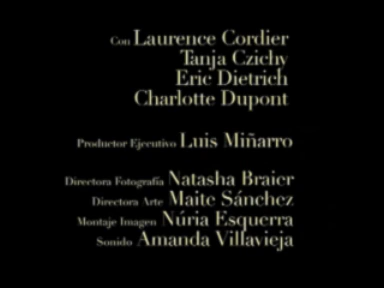 Con Laurence Cordier
Tanja Czichy
Eric Dietrich
Charlotte Dupont
Productor Ejecutivo Luis Miñarro
Directora Fotografía Natasha Braier
Directora Arte Maite Sánchez
Montaje Imagen Núria Esquerra
Sonido Amanda Villavieja